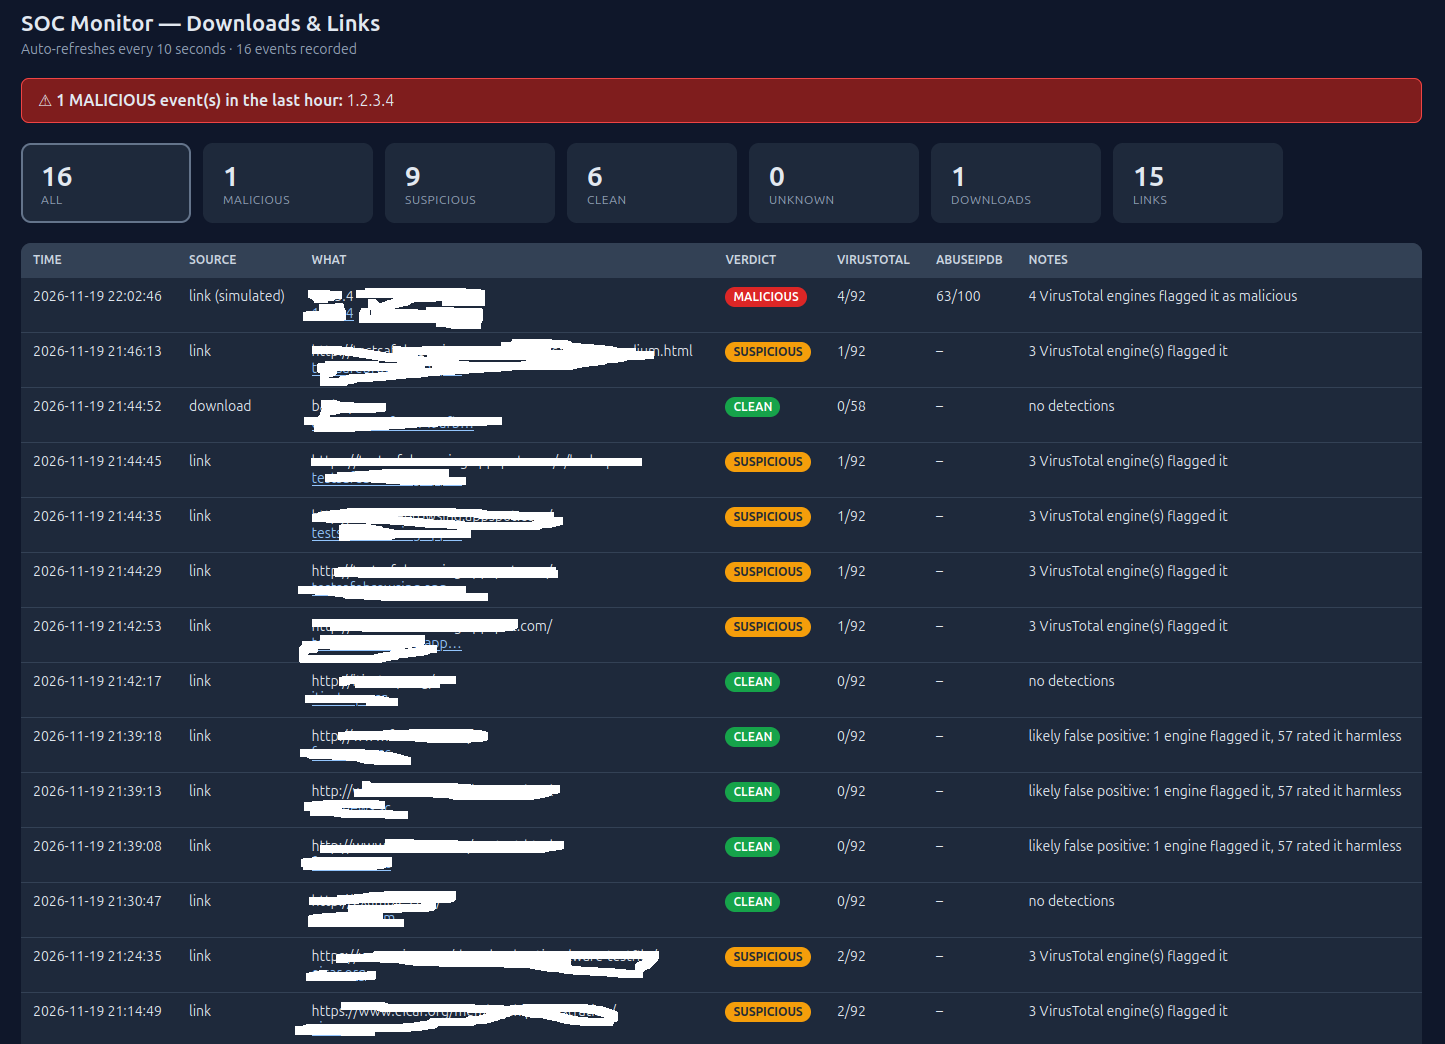 SOC Monitor — Downloads & Links
Auto-refreshes every 10 seconds · 16 events recorded
⚠ 1 MALICIOUS event(s) in the last hour: 1.2.3.4
16
ALL
1
MALICIOUS
9
SUSPICIOUS
6
CLEAN
0
UNKNOWN
1
DOWNLOADS
15
LINKS
TIME SOURCE WHAT VERDICT VIRUSTOTAL ABUSEIPDB NOTES
2026-11-19 22:02:46 link (simulated) .4 MALICIOUS 4/92 63/100 4 VirusTotal engines flagged it as malicious
4
2026-11-19 21:46:13 link .html SUSPICIOUS 1/92 – 3 VirusTotal engine(s) flagged it
2026-11-19 21:44:52 download CLEAN 0/58 – no detections
2026-11-19 21:44:45 link SUSPICIOUS 1/92 – 3 VirusTotal engine(s) flagged it
2026-11-19 21:44:35 link SUSPICIOUS 1/92 – 3 VirusTotal engine(s) flagged it
tests
2026-11-19 21:44:29 link http SUSPICIOUS 1/92 – 3 VirusTotal engine(s) flagged it
2026-11-19 21:42:53 link .com/ SUSPICIOUS 1/92 – 3 VirusTotal engine(s) flagged it
app…
2026-11-19 21:42:17 link http CLEAN 0/92 – no detections
2026-11-19 21:39:18 link http CLEAN 0/92 – likely false positive: 1 engine flagged it, 57 rated it harmless
2026-11-19 21:39:13 link http:// CLEAN 0/92 – likely false positive: 1 engine flagged it, 57 rated it harmless
2026-11-19 21:39:08 link CLEAN 0/92 – likely false positive: 1 engine flagged it, 57 rated it harmless
2026-11-19 21:30:47 link CLEAN 0/92 – no detections
2026-11-19 21:24:35 link http SUSPICIOUS 2/92 – 3 VirusTotal engine(s) flagged it
2026-11-19 21:14:49 link https://www.eicar.org/ SUSPICIOUS 2/92 – 3 VirusTotal engine(s) flagged it